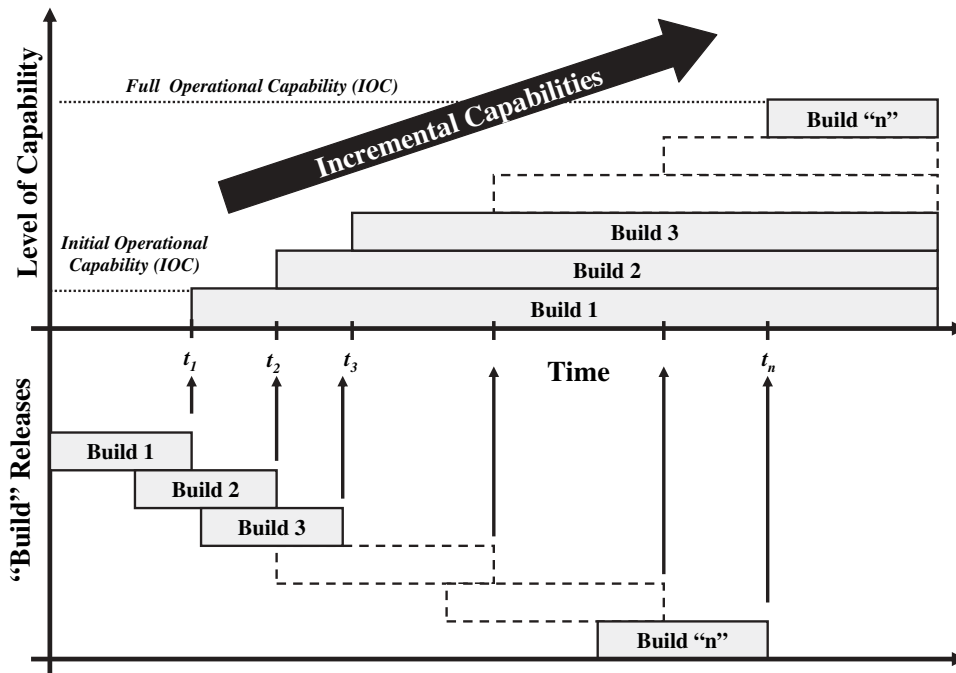 Level of Capability
Full Operational Capability (IOC)
Incremental Capabilities
Build “n”
Initial Operational
Capability (IOC)
Build 3
Build 2
Build 1
t1
t2
t3
Time
tn
“Build” Releases
Build 1
Build 2
Build 3
Build “n”